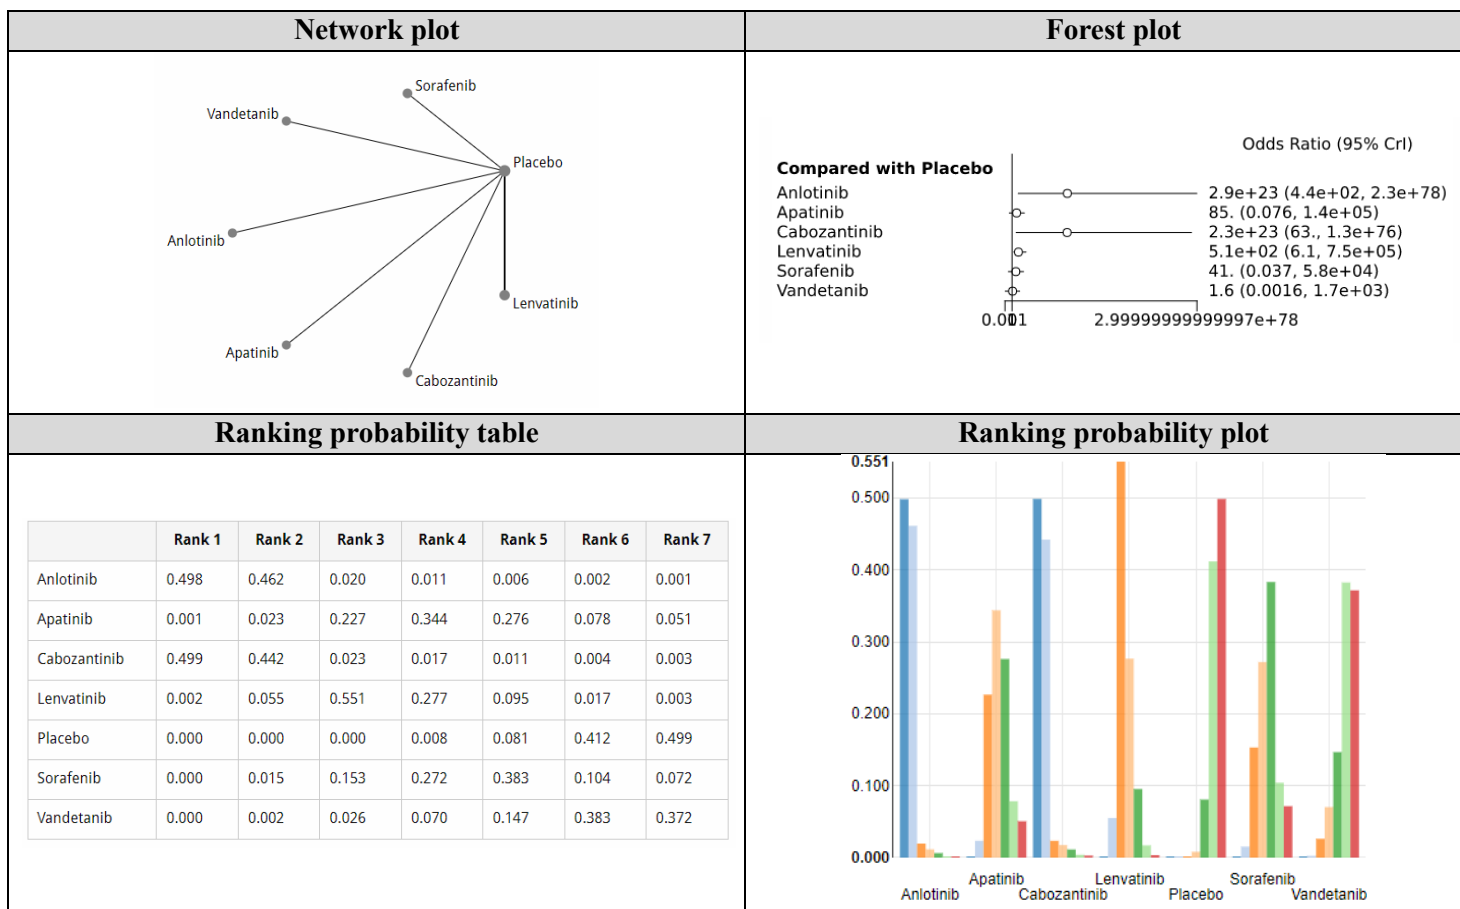 Network plot
Forest plot
Sorafenib
Vandetanib
Placebo
Anlotinib
Lenvatinib
Apatinib
Cabozantinib
Odds Ratio (95% CrI)
Compared with Placebo
Anlotinib 2.9e+23 (4.4e+02, 2.3e+78)
Apatinib 85. (0.076, 1.4e+05)
Cabozantinib 2.3e+23 (63., 1.3e+76)
Lenvatinib 5.1e+02 (6.1, 7.5e+05)
Sorafenib 41. (0.037, 5.8e+04)
Vandetanib 1.6 (0.0016, 1.7e+03)
2.99999999999997e+78
Ranking probability table
Ranking probability plot
Rank 1 Rank 2 Rank 3 Rank 4 Rank 5 Rank 6 Rank 7
Anlotinib 0.498 0.462 0.020 0.011 0.006 0.002 0.001
Apatinib 0.001 0.023 0.227 0.344 0.276 0.078 0.051
Cabozantinib 0.499 0.442 0.023 0.017 0.011 0.004 0.003
Lenvatinib 0.002 0.055 0.551 0.277 0.095 0.017 0.003
Placebo 0.000 0.000 0.000 0.008 0.081 0.412 0.499
Sorafenib 0.000 0.015 0.153 0.272 0.383 0.104 0.072
Vandetanib 0.000 0.002 0.026 0.070 0.147 0.383 0.372
0.551
0.500
0.400
0.300
0.200
0.100
0.000
Apatinib Lenvatinib Sorafenib
Anlotinib Cabozantinib Placebo Vandetanib